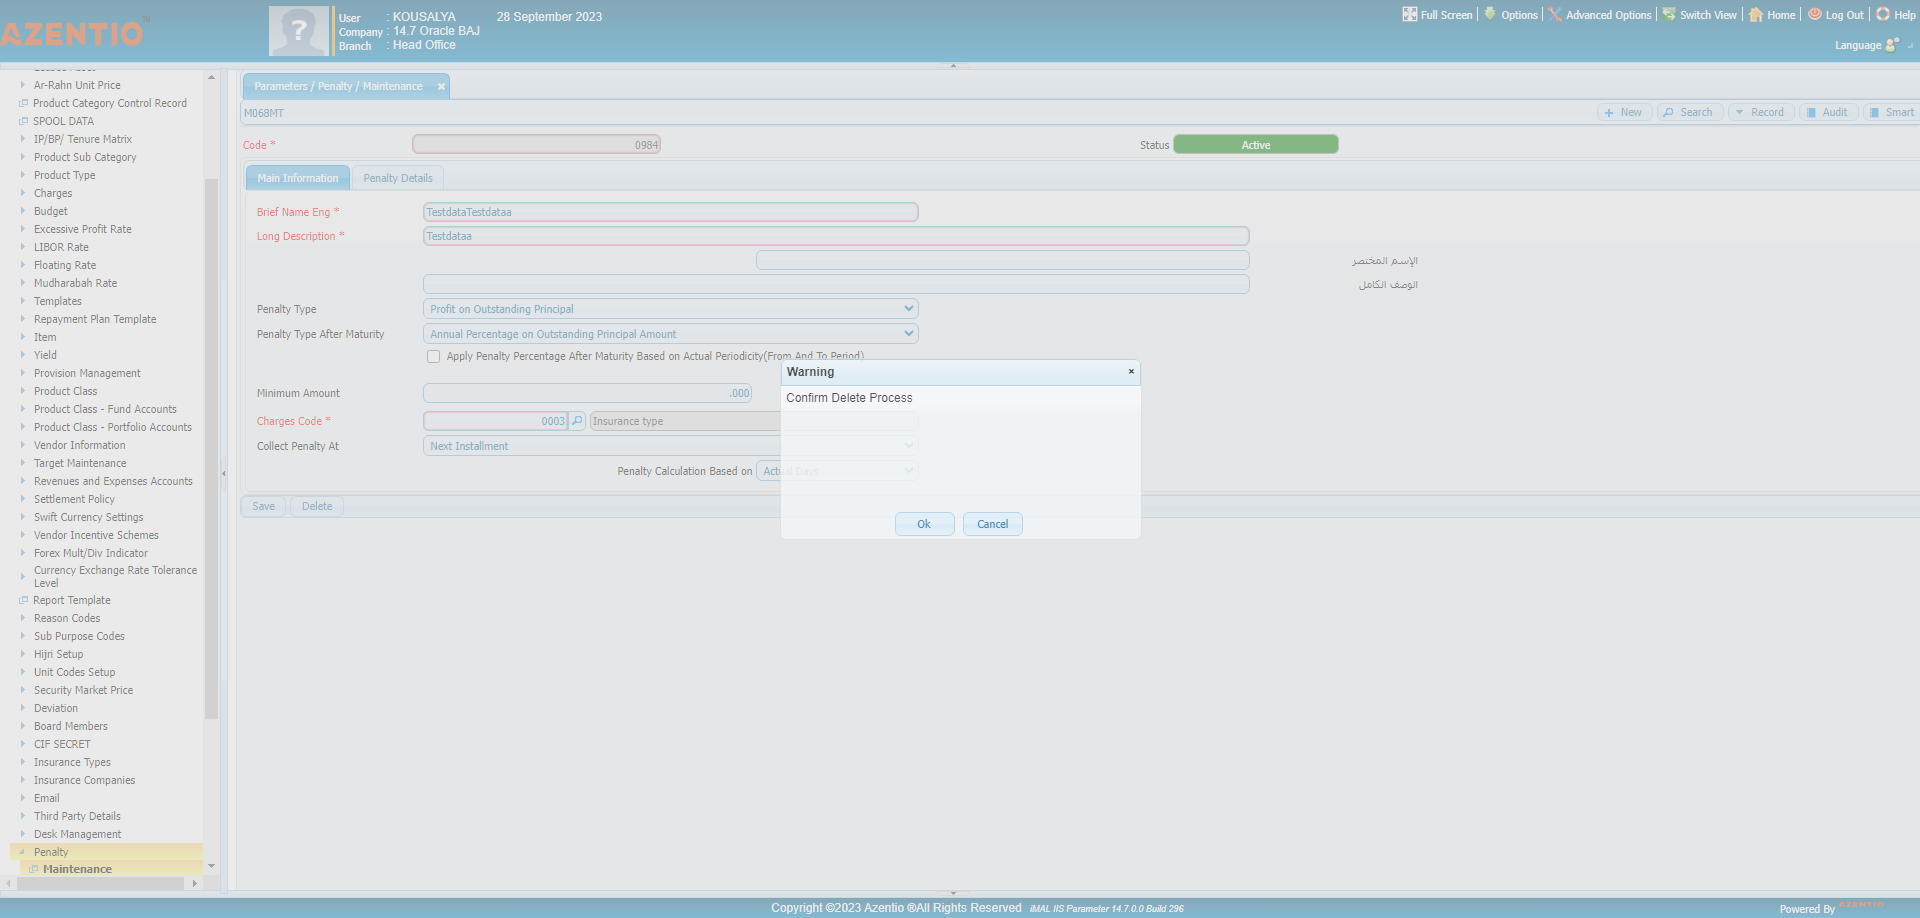 AZENTIO™
User : KOUSALYA 28 September 2023
Company : 14.7 Oracle BAJ
Branch : Head Office
Full Screen Options Advanced Options Switch View Home Log Out Help
Language
Ar-Rahn Unit Price
Product Category Control Record
SPOOL DATA
IP/BP/ Tenure Matrix
Product Sub Category
Product Type
Charges
Budget
Excessive Profit Rate
LIBOR Rate
Floating Rate
Mudharabah Rate
Templates
Repayment Plan Template
Item
Yield
Provision Management
Product Class
Product Class - Fund Accounts
Product Class - Portfolio Accounts
Vendor Information
Target Maintenance
Revenues and Expenses Accounts
Settlement Policy
Swift Currency Settings
Vendor Incentive Schemes
Forex Mult/Div Indicator
Currency Exchange Rate Tolerance
Level
Report Template
Reason Codes
Sub Purpose Codes
Hijri Setup
Unit Codes Setup
Security Market Price
Deviation
Board Members
CIF SECRET
Insurance Types
Insurance Companies
Email
Third Party Details
Desk Management
Penalty
Maintenance
Parameters / Penalty / Maintenance
M068MT
New Search Record Audit Smart
Code * 0984 Status Active
Main Information Penalty Details
Brief Name Eng * TestdataTestdataa
Long Description * Testdataa
الإسم المختصر
الوصف الكامل
Penalty Type Profit on Outstanding Principal
Penalty Type After Maturity Annual Percentage on Outstanding Principal Amount
Apply Penalty Percentage After Maturity Based on Actual Periodicity(From And To Period)
Minimum Amount .000
Charges Code * 0003 Insurance type
Collect Penalty At Next Installment
Penalty Calculation Based on Actual Days
Save Delete
Warning
Confirm Delete Process
Ok Cancel
Copyright ©2023 Azentio ®All Rights Reserved iMAL IIS Parameter 14.7.0.0 Build 296
Powered By AZENTIO